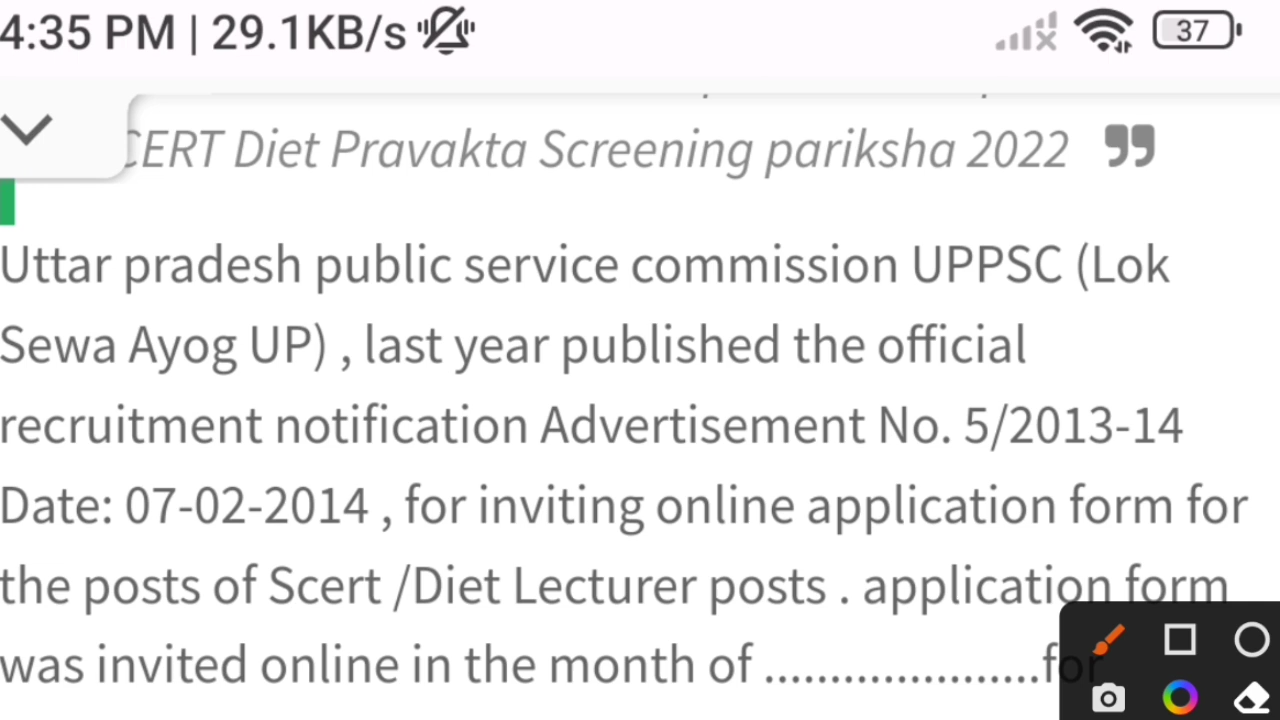 4:35 PM | 29.1KB/s 37
CERT Diet Pravakta Screening pariksha 2022 ”
Uttar pradesh public service commission UPPSC (Lok
Sewa Ayog UP) , last year published the official
recruitment notification Advertisement No. 5/2013-14
Date: 07-02-2014 , for inviting online application form for
the posts of Scert /Diet Lecturer posts . application form
was invited online in the month of .....................for